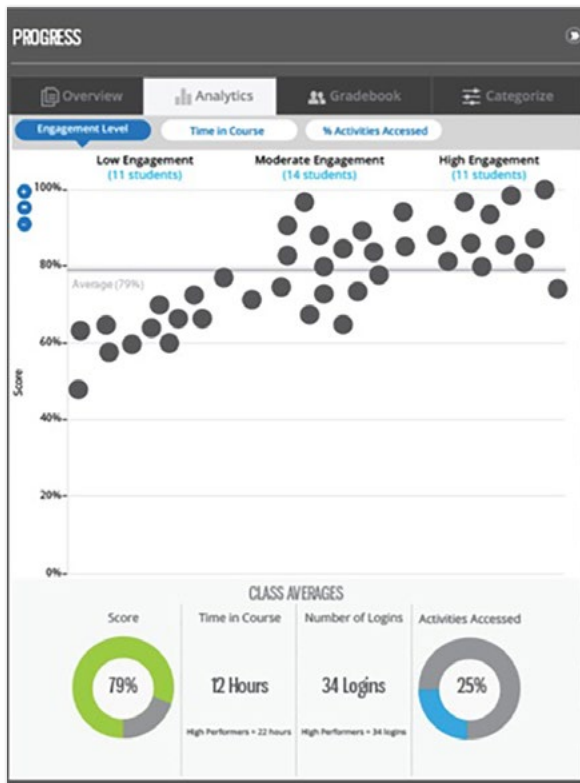 PROGRESS
Overview Analytics Gradebook Categorize
Engagement Level Time in Course % Activities Accessed
Low Engagement Moderate Engagement High Engagement
(11 students) (14 students) (11 students)
100%
80%
Average (79%)
60%
Score
40%
20%
0%
CLASS AVERAGES
Score Time in Course Number of Logins Activities Accessed
79% 12 Hours 34 Logins 25%
High Performers = 22 hours High Performers = 34 logins